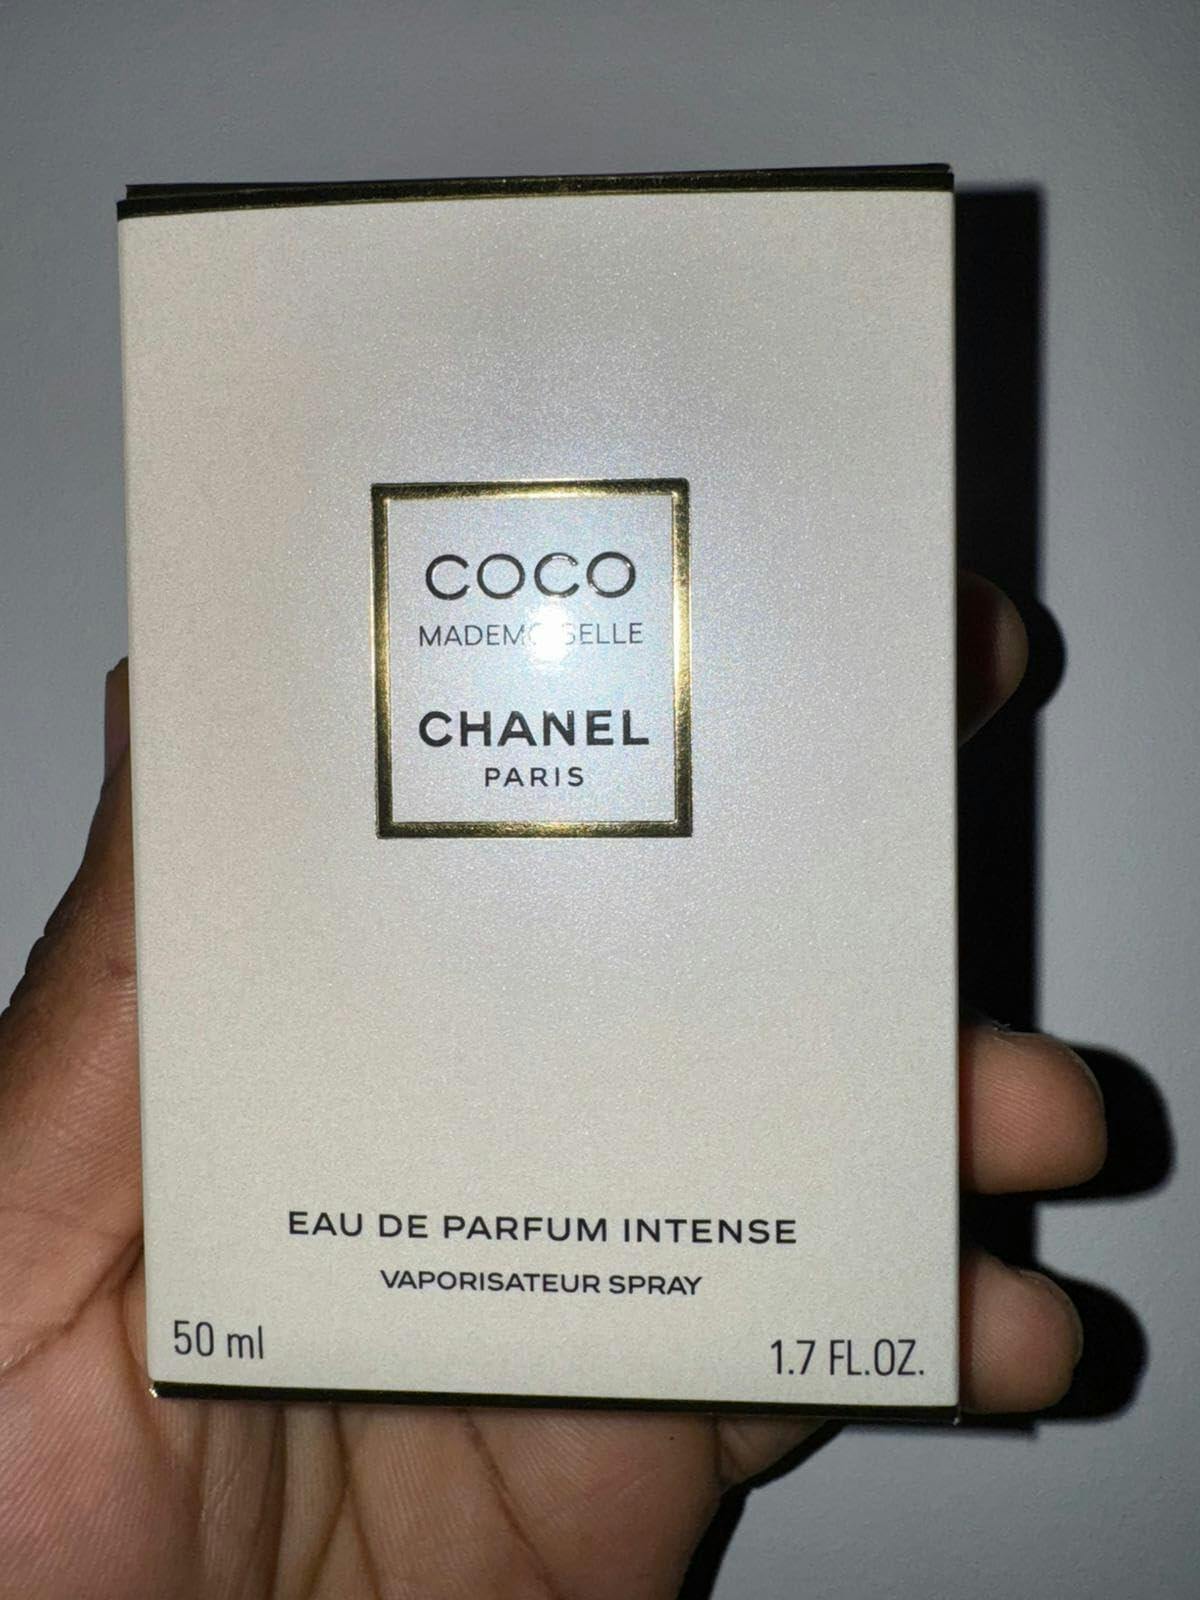 COCO
MADEMOISELLE
CHANEL
PARIS
EAU DE PARFUM INTENSE
VAPORISATEUR SPRAY
50 ml
1.7 FL.OZ.